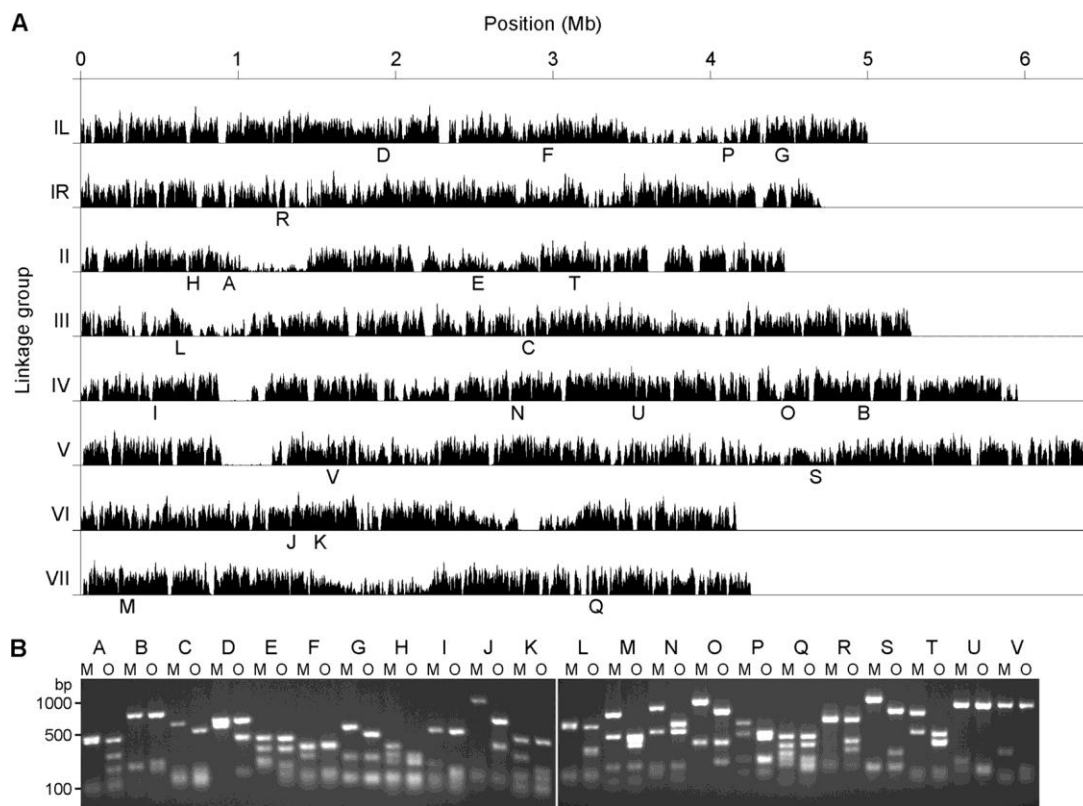 A
Position (Mb)
0 1 2 3 4 5 6
Linkage group
IL
D F P G
IR
R
II
H A E T
III
L C
IV
I N U O B
V
V S
VI
J K
VII
M Q
B
A B C D E F G H I J K L M N O P Q R S T U V
M O M O M O M O M O M O M O M O M O M O M O M O M O M O M O M O M O M O M O M O M O M O
bp
1000
500
100